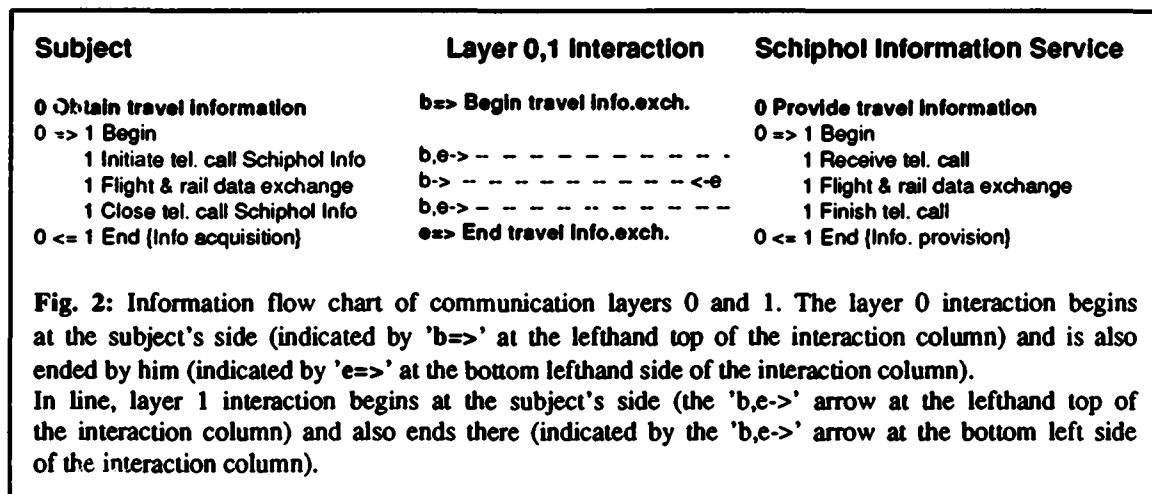 Subject Layer 0,1 Interaction Schiphol Information Service
0 Obtain travel information b=> Begin travel info.exch. 0 Provide travel information
0 => 1 Begin 0 => 1 Begin
1 Initiate tel. call Schiphol Info b,e-> – – – – – – – – – – 1 Receive tel. call
1 Flight & rail data exchange b-> – – – – – – – – – <-e 1 Flight & rail data exchange
1 Close tel. call Schiphol Info b,e-> – – – – – – – – – – 1 Finish tel. call
0 <= 1 End {Info acquisition} e=> End travel info.exch. 0 <= 1 End {Info. provision}
Fig. 2: Information flow chart of communication layers 0 and 1. The layer 0 interaction begins
at the subject's side (indicated by 'b=>' at the lefthand top of the interaction column) and is also
ended by him (indicated by 'e=>' at the bottom lefthand side of the interaction column).
In line, layer 1 interaction begins at the subject's side (the 'b,e->' arrow at the lefthand top of
the interaction column) and also ends there (indicated by the 'b,e->' arrow at the bottom left side
of the interaction column).